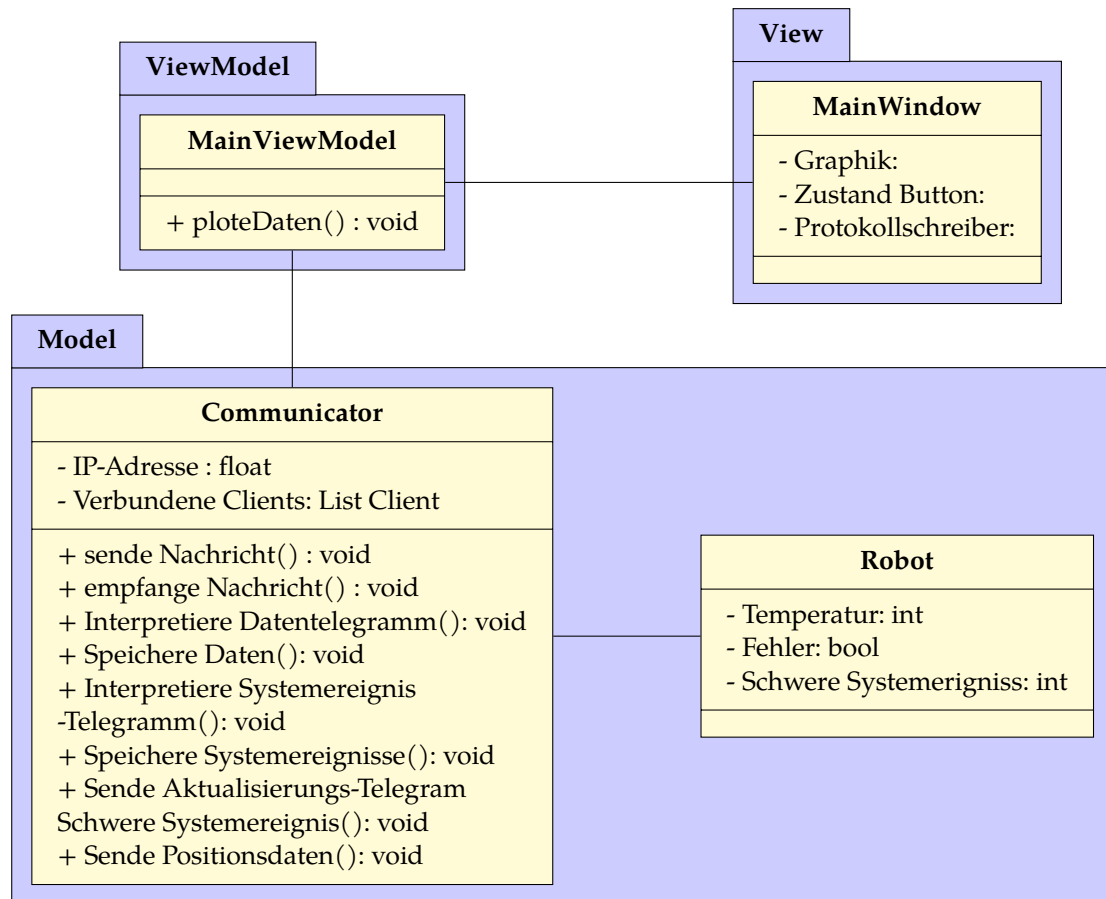 View
ViewModel
MainWindow
- Graphik:
- Zustand Button:
- Protokollschreiber:
MainViewModel
+ ploteDaten() : void
Model
Communicator
- IP-Adresse : float
- Verbundene Clients: List Client
+ sende Nachricht() : void
+ empfange Nachricht() : void
+ Interpretiere Datentelegramm(): void
+ Speichere Daten(): void
+ Interpretiere Systemereignis
-Telegramm(): void
+ Speichere Systemereignisse(): void
+ Sende Aktualisierungs-Telegram
Schwere Systemereignis(): void
+ Sende Positionsdaten(): void
Robot
- Temperatur: int
- Fehler: bool
- Schwere Systemerigniss: int